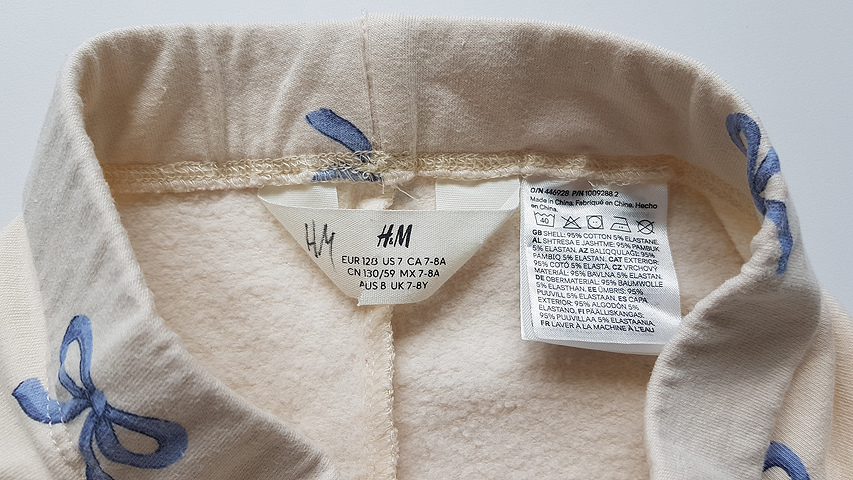 HM
H&M
EUR 128 US 7 CA 7-8A
CN 130/59 MX 7-8A
AUS 8 UK 7-8Y
O/N 446928 P/N 1009288.2
Made in China, Fabriqué en Chine, Hecho
en China.
40
GB SHELL: 95% COTTON 5% ELASTANE.
AL SHTRESA E JASHTME: 95% PAMBUK
5% ELASTAN. AZ BALIQQULAGI: 95%
PAMBIQ 5% ELASTAN. CAT EXTERIOR:
95% COTÓ 5% ELASTÀ. CZ VRCHOVÝ
MATERIÁL: 95% BAVLNA 5% ELASTAN.
DE OBERMATERIAL: 95% BAUMWOLLE
5% ELASTHAN. EE ÜMBRIS: 95%
PUUVILL 5% ELASTAAN. ES CAPA
EXTERIOR: 95% ALGODÓN 5%
ELASTANO. FI PÄÄLLISKANGAS:
95% PUUVILLAA 5% ELASTAANIA.
FR LAVER À LA MACHINE À L'EAU